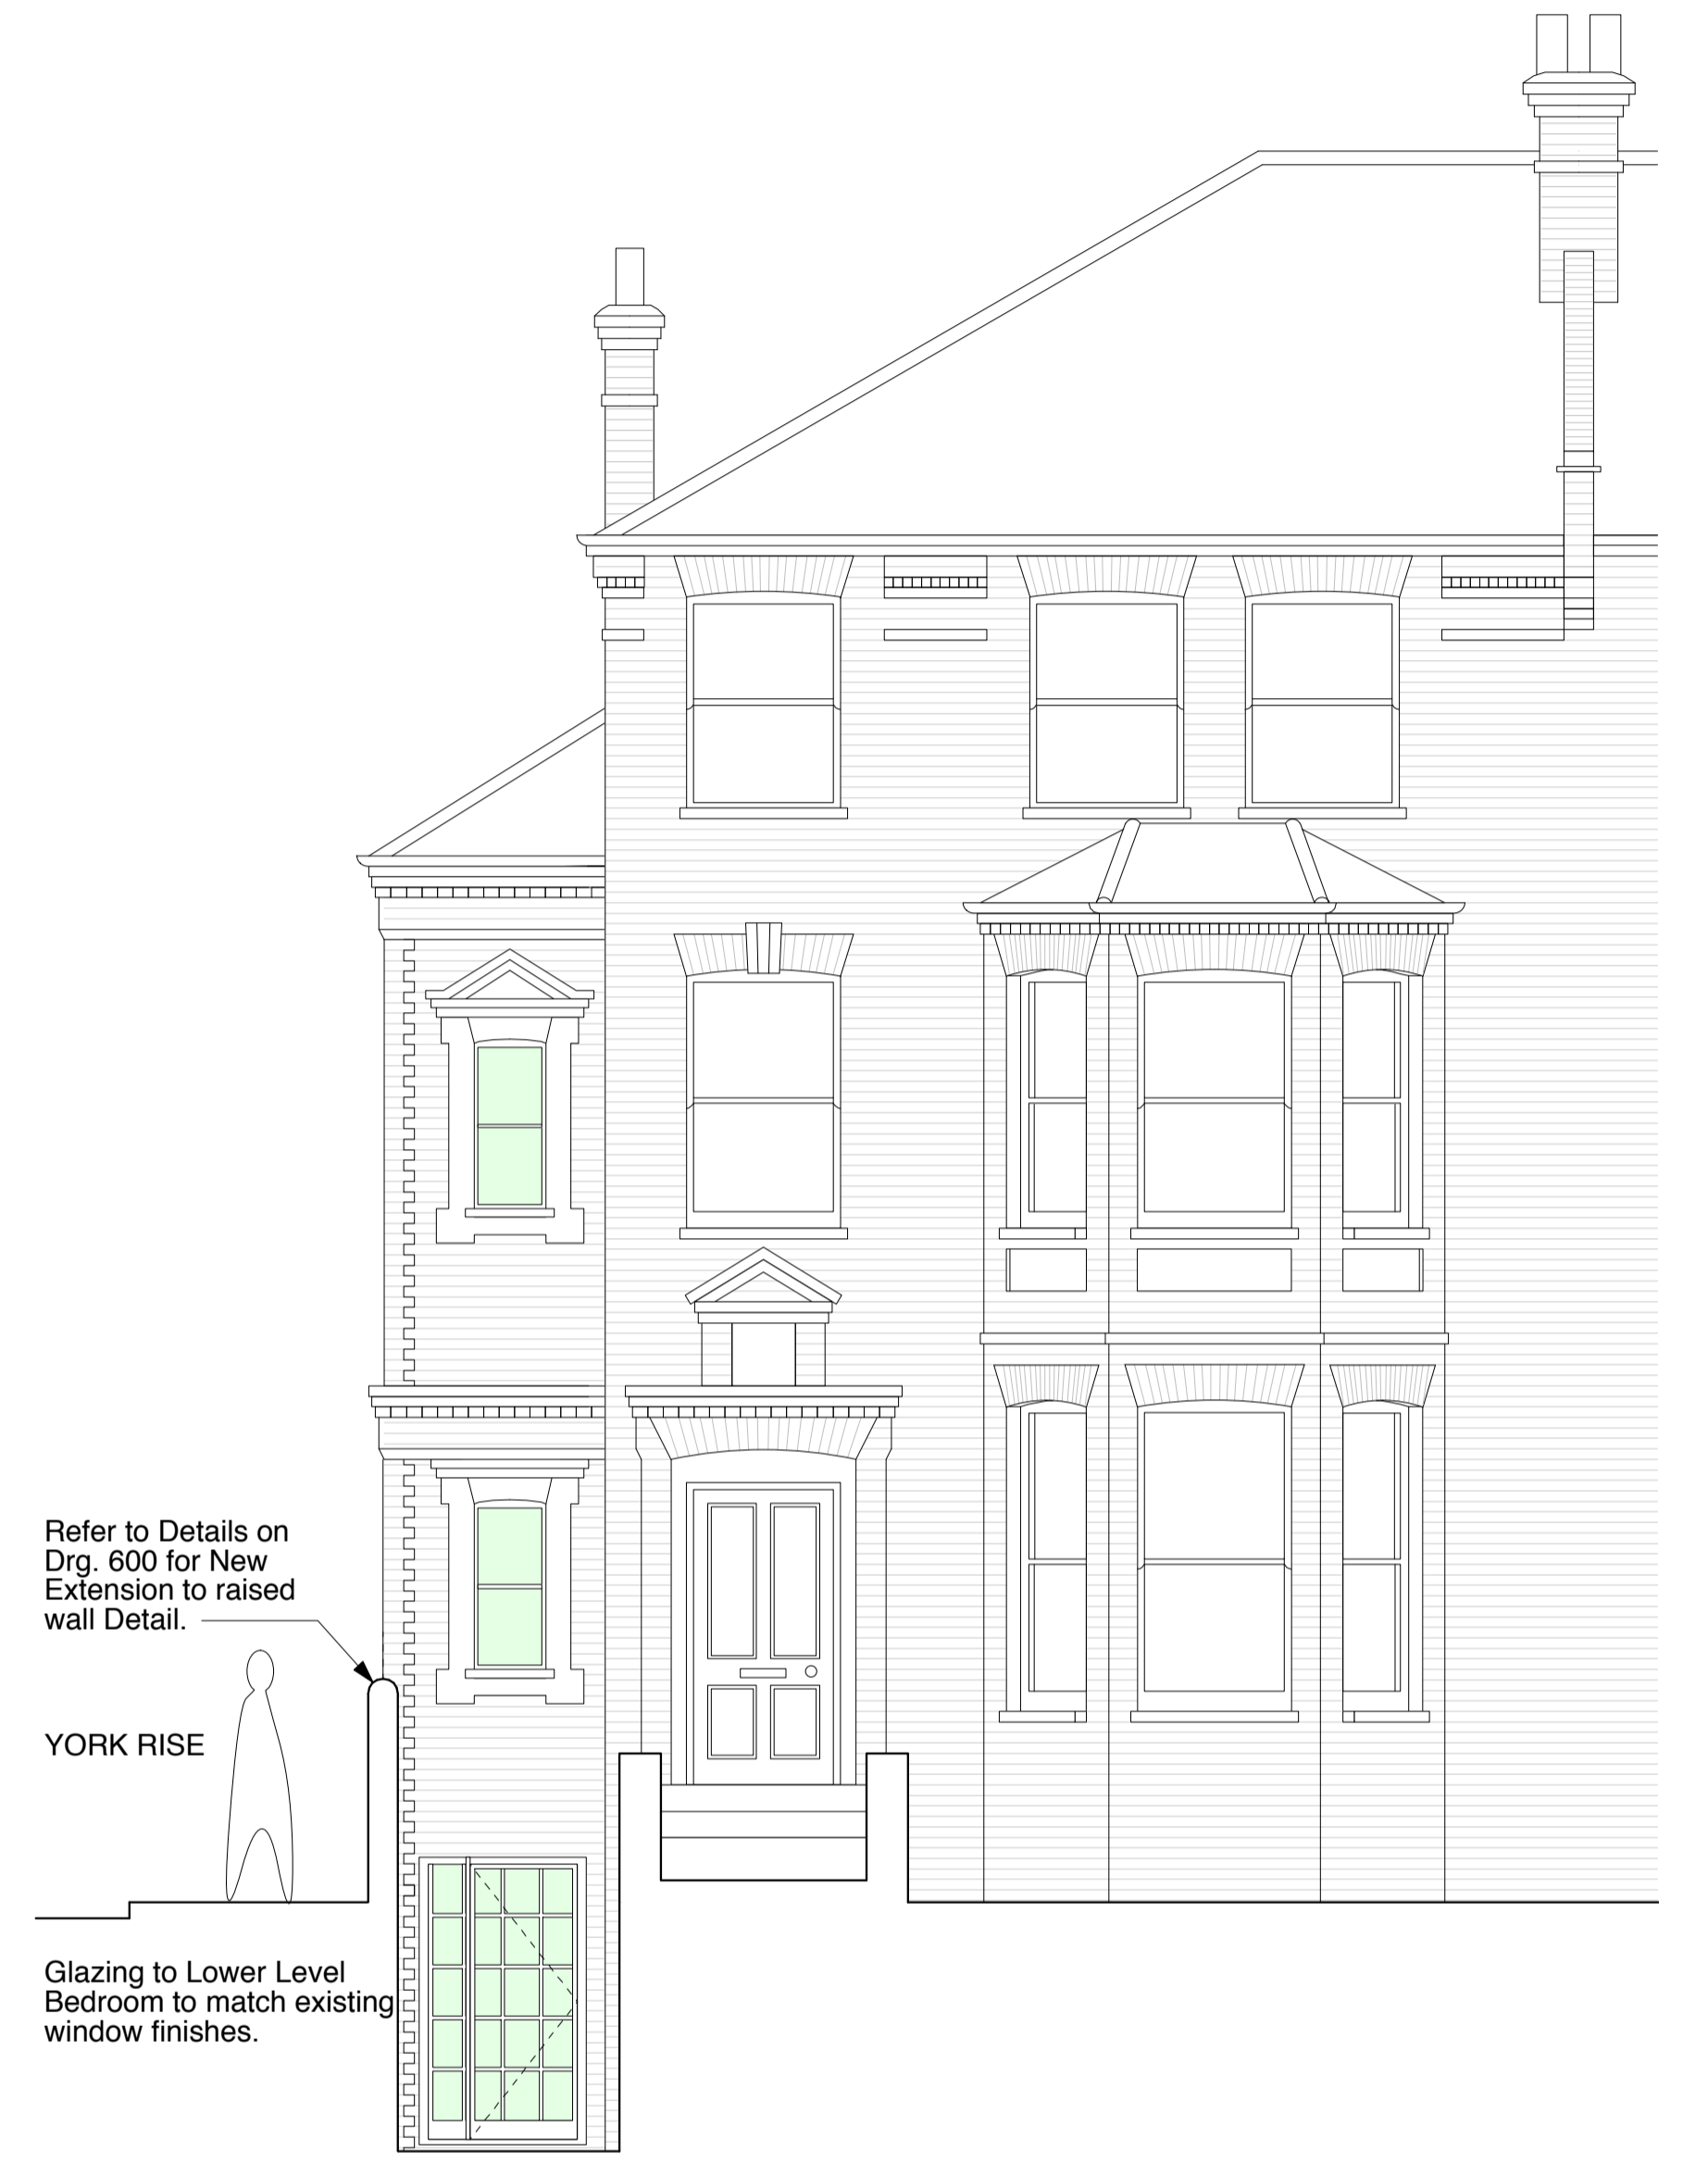 Refer to Details on
Drg. 600 for New
Extension to raised
wall Detail.
YORK RISE
Glazing to Lower Level
Bedroom to match existing
window finishes.